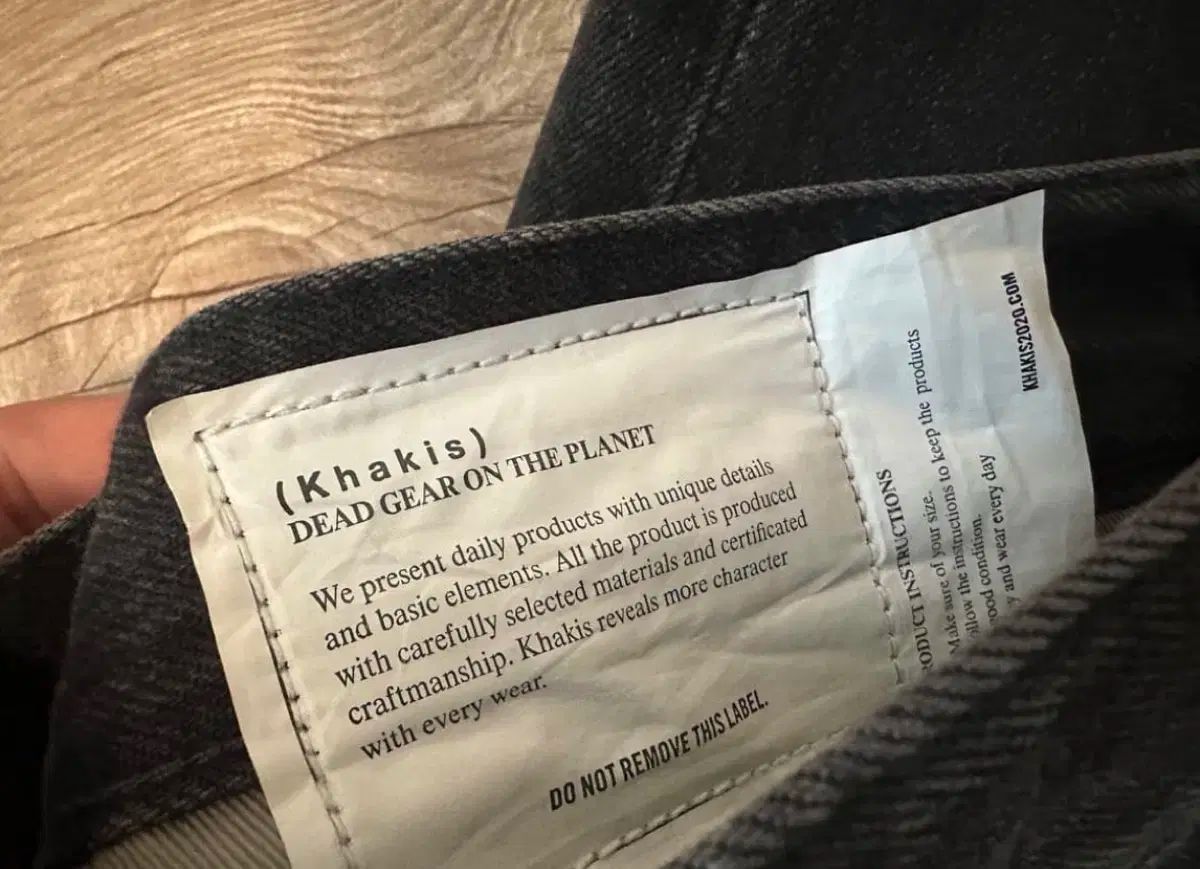 (Khakis)
DEAD GEAR ON THE PLANET
We present daily products with unique details
and basic elements. All the product is produced
with carefully selected materials and certificated
craftmanship. Khakis reveals more character
with every wear.
DO NOT REMOVE THIS LABEL.
INSTRUCTIONS
Make sure of your size.
the instructions to keep the products
condition.
and wear every day
KHAKIS2020.COM